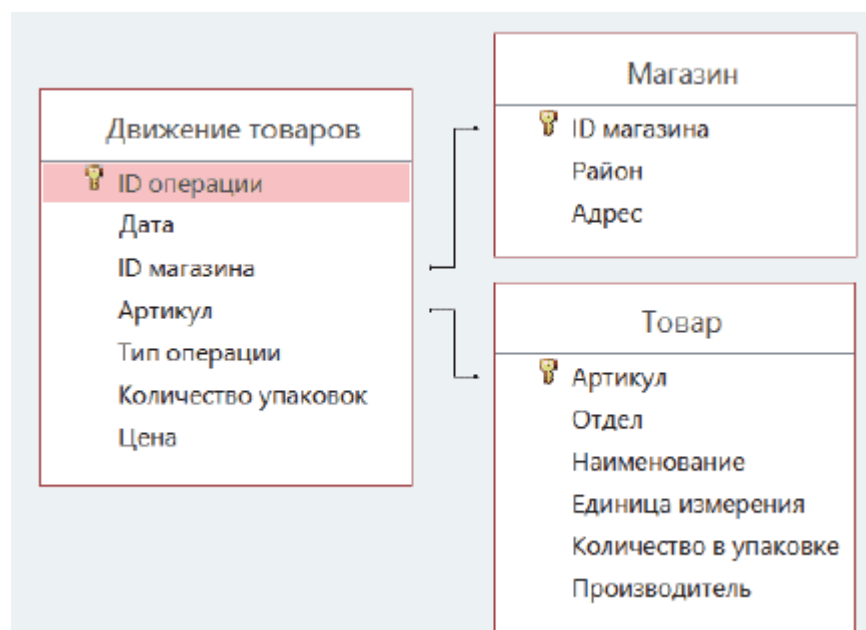 Движение товаров
ID операции
Дата
ID магазина
Артикул
Тип операции
Количество упаковок
Цена
Магазин
ID магазина
Район
Адрес
Товар
Артикул
Отдел
Наименование
Единица измерения
Количество в упаковке
Производитель